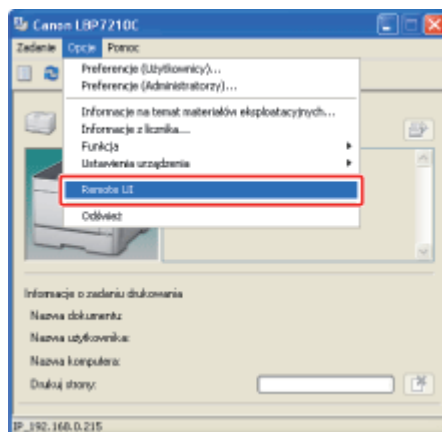 Canon LBP7210C
Zadanie Opcje Pomoc
Preferencje (Użytkownicy)...
Preferencje (Administratorzy)...
Informacje na temat materiałów eksploatacyjnych...
Informacje z licznika...
Funkcja
Ustawienia urządzenia
Remote UI
Odśwież
Informacje o zadaniu drukowania
Nazwa dokumentu:
Nazwa użytkownika:
Nazwa komputera:
Drukuj strony:
IP_192.168.0.215